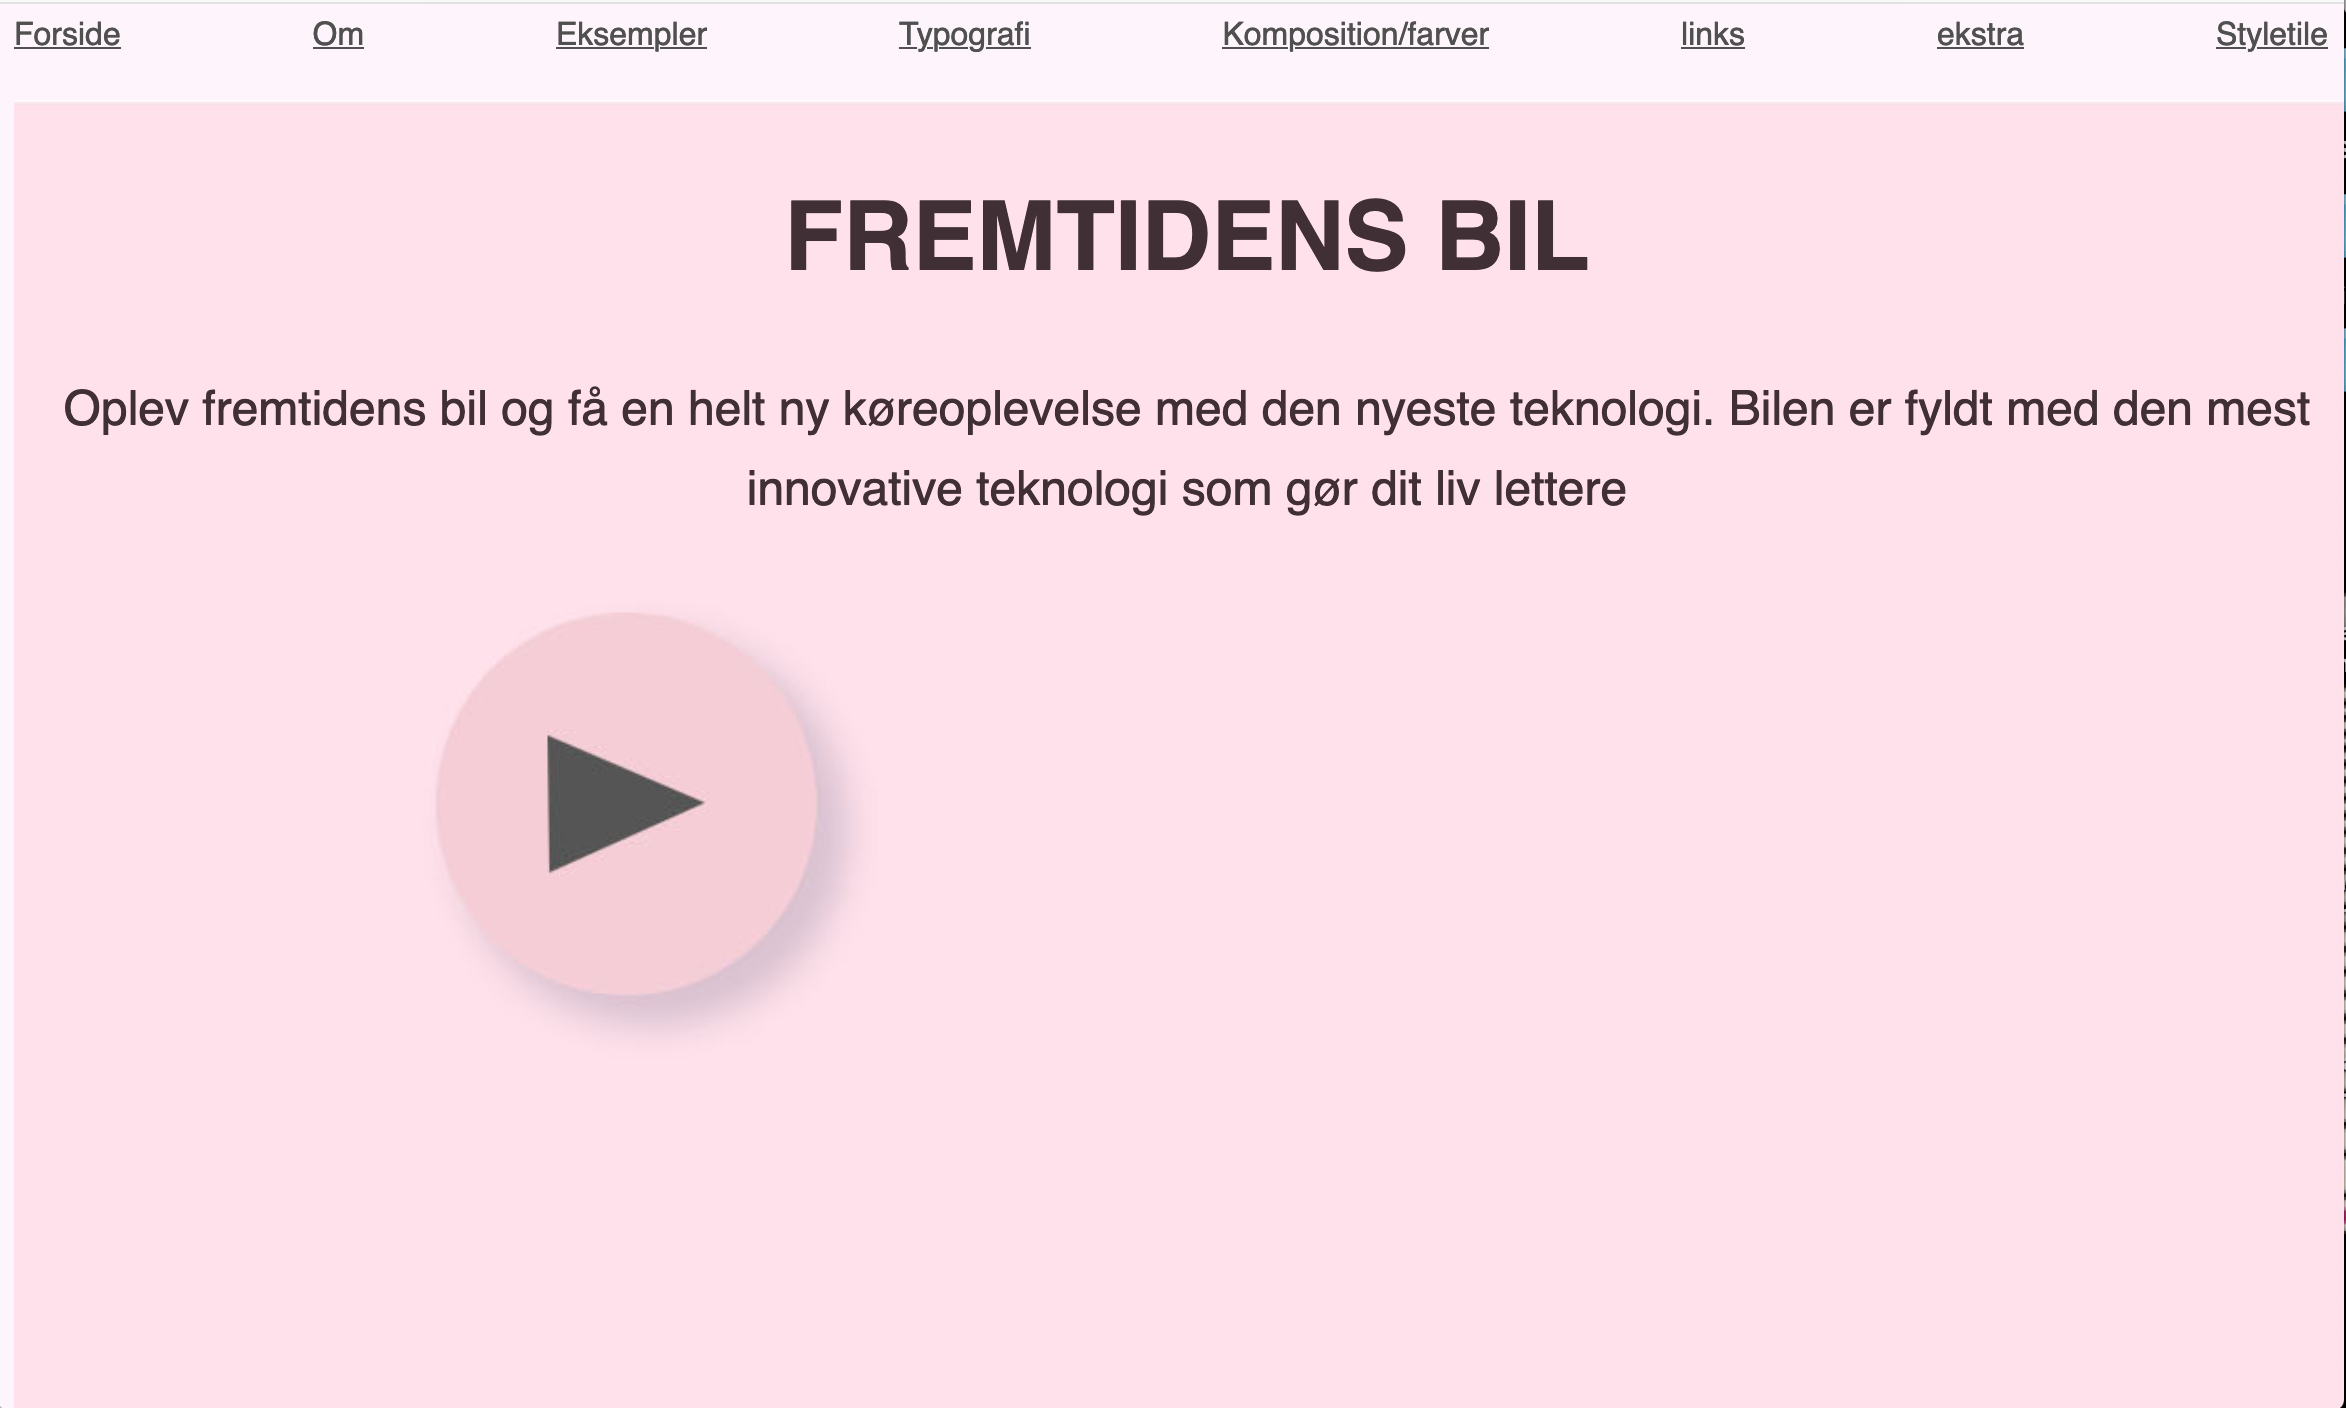 Forside Om Eksempler Typografi Komposition/farver links ekstra Styletile
FREMTIDENS BIL
Oplev fremtidens bil og få en helt ny køreoplevelse med den nyeste teknologi. Bilen er fyldt med den mest
innovative teknologi som gør dit liv lettere